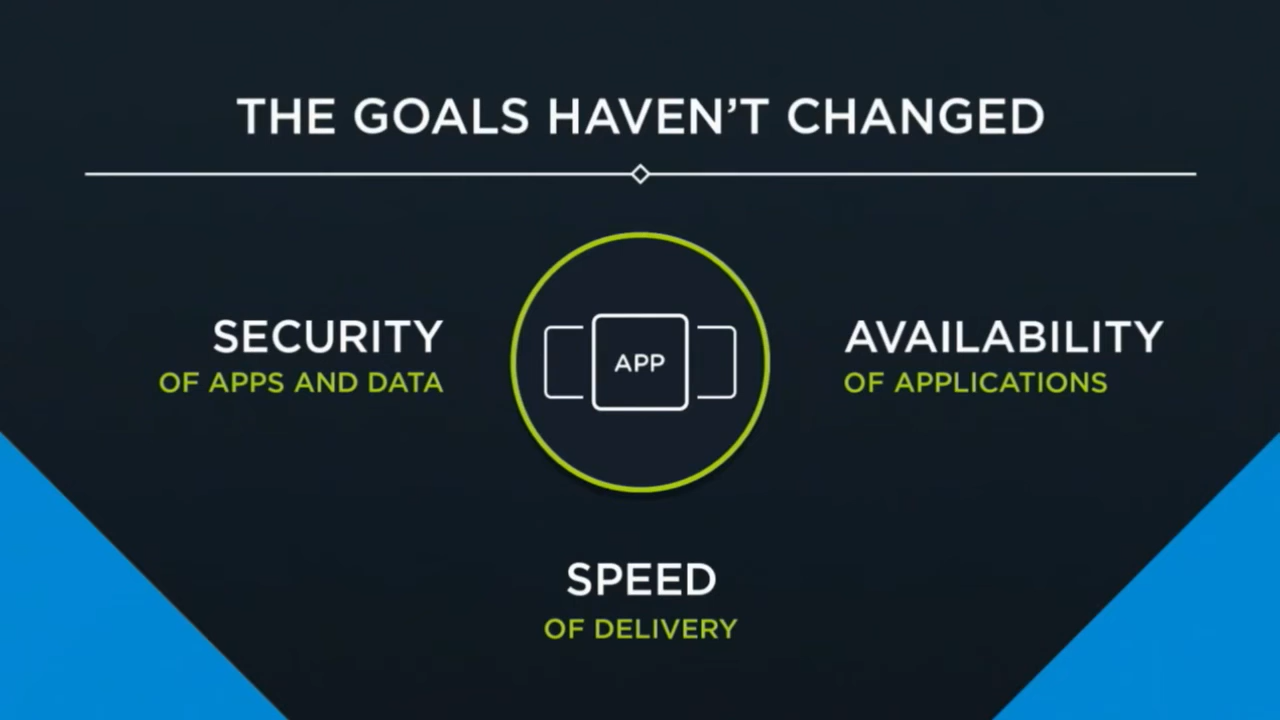 THE GOALS HAVEN’T CHANGED
SECURITY
OF APPS AND DATA
APP
AVAILABILITY
OF APPLICATIONS
SPEED
OF DELIVERY